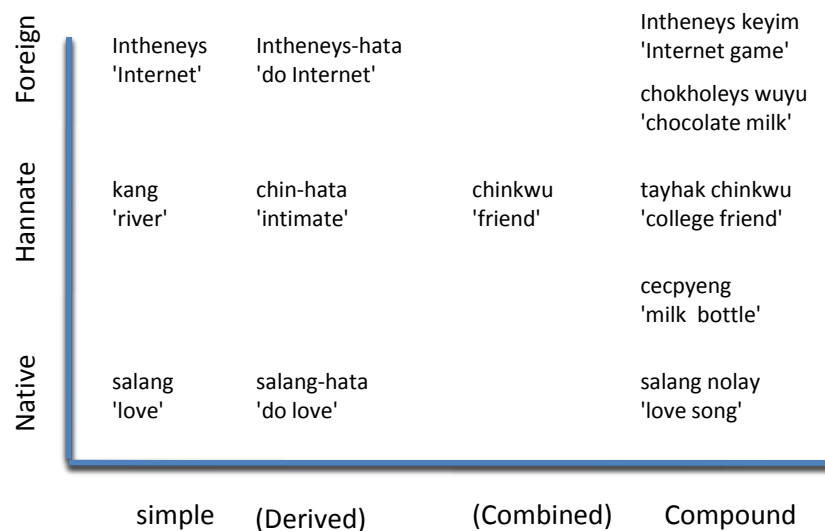 Foreign
Hannate
Native
Intheneys
'Internet'
Intheneys-hata
'do Internet'
Intheneys keyim
'Internet game'
chokholeys wuyu
'chocolate milk'
kang
'river'
chin-hata
'intimate'
chinkwu
'friend'
tayhak chinkwu
'college friend'
cecpyeng
'milk bottle'
salang
'love'
salang-hata
'do love'
salang nolay
'love song'
simple
(Derived)
(Combined)
Compound